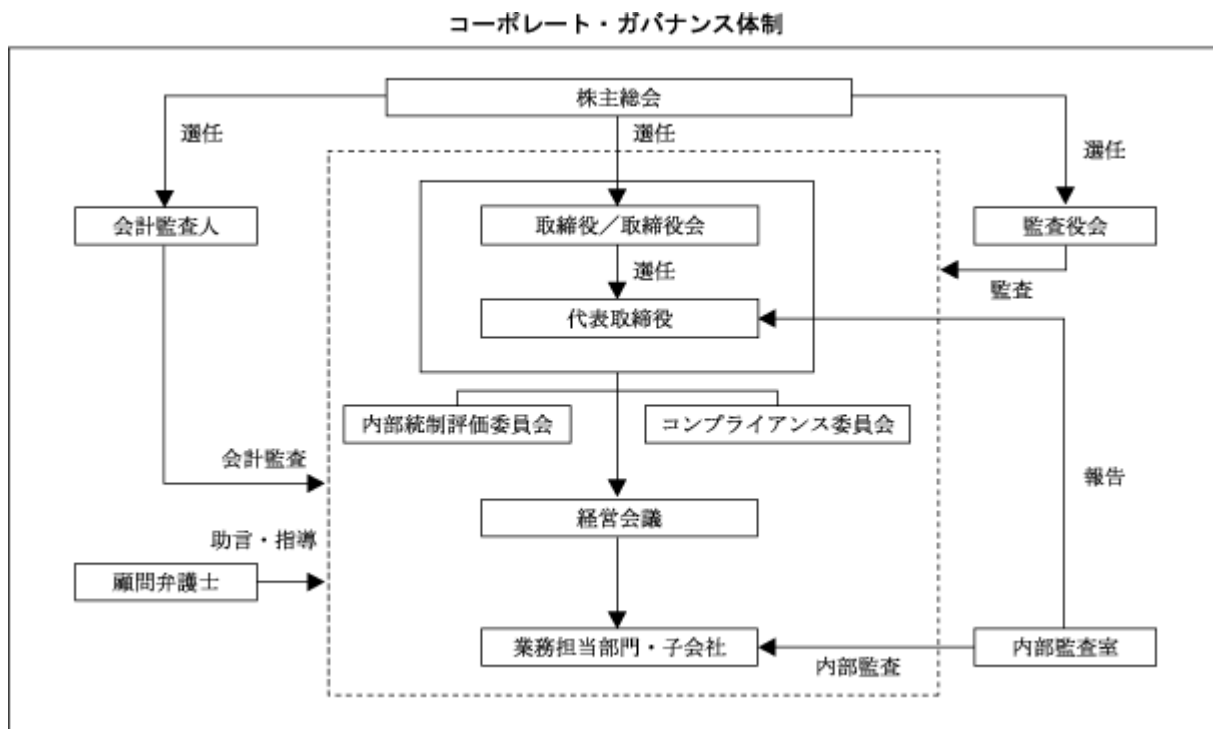 コーポレート・ガバナンス体制
株主総会
選任
選任
選任
会計監査人
取締役／取締役会
監査役会
選任
監査
代表取締役
内部統制評価委員会
コンプライアンス委員会
会計監査
報告
経営会議
助言・指導
顧問弁護士
業務担当部門・子会社
内部監査
内部監査室